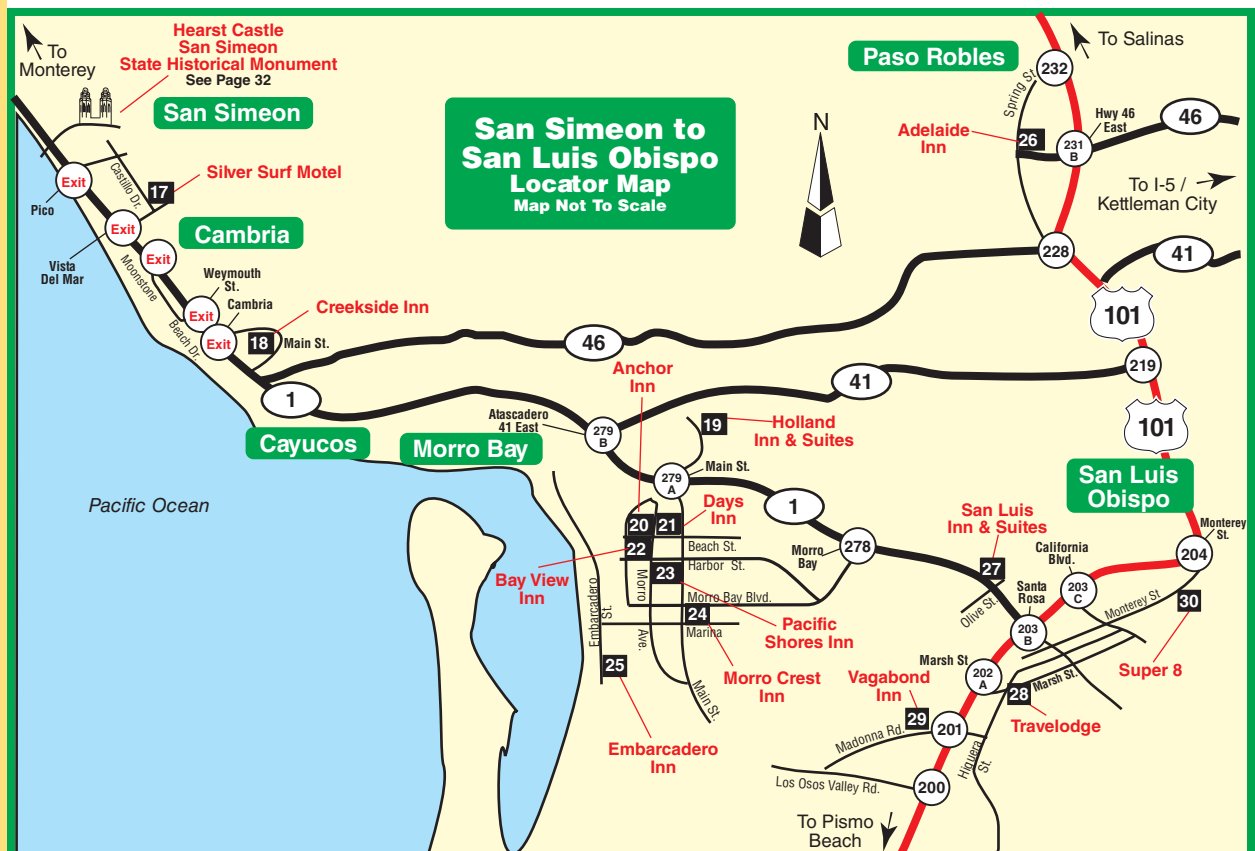 Hearst Castle
San Simeon
State Historical Monument
See Page 32
To
Monterey
San Simeon
Silver Surf Motel
17
Castillo Dr.
Exit
Pico
Exit
Vista
Del Mar
Cambria
Exit
Moonstone
Beach Dr.
Weymouth
St.
Exit
Cambria
Exit
Creekside Inn
18
Main St.
San Simeon to
San Luis Obispo
Locator Map
Map Not To Scale
N
Paso Robles
To Salinas
232
Spring St.
Adelaide
Inn
26
Hwy 46
East
231
B
46
To I-5 /
Kettleman City
228
41
101
46
219
41
101
1
Cayucos
Morro Bay
Atascadero
41 East
279
B
Anchor
Inn
19
Holland
Inn & Suites
279
A
Main St.
Pacific Ocean
1
San Luis
Obispo
20
21
Days
Inn
22
Beach St.
Bay View
Inn
Harbor St.
23
Morro Bay Blvd.
Pacific
Shores Inn
24
Marina
Morro Crest
Inn
Morro
Ave.
Embarcadero
St.
25
Embarcadero
Inn
Main St.
Morro
Bay
278
San Luis
Inn & Suites
27
Olive St.
California
Blvd.
203
C
Monterey
St.
204
Santa
Rosa
203
B
Monterey St
30
Super 8
Marsh St
202
A
28
Marsh St.
Travelodge
Vagabond
Inn
29
201
Madonna Rd.
Higuera
St.
Los Osos Valley Rd.
200
To Pismo
Beach